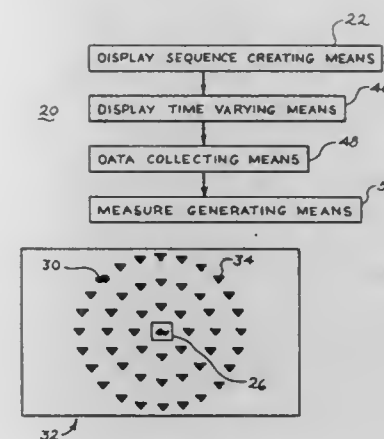 22
DISPLAY SEQUENCE CREATING MEANS
20
DISPLAY TIME VARYING MEANS
48
DATA COLLECTING MEANS
MEASURE GENERATING MEANS
30
34
26
32